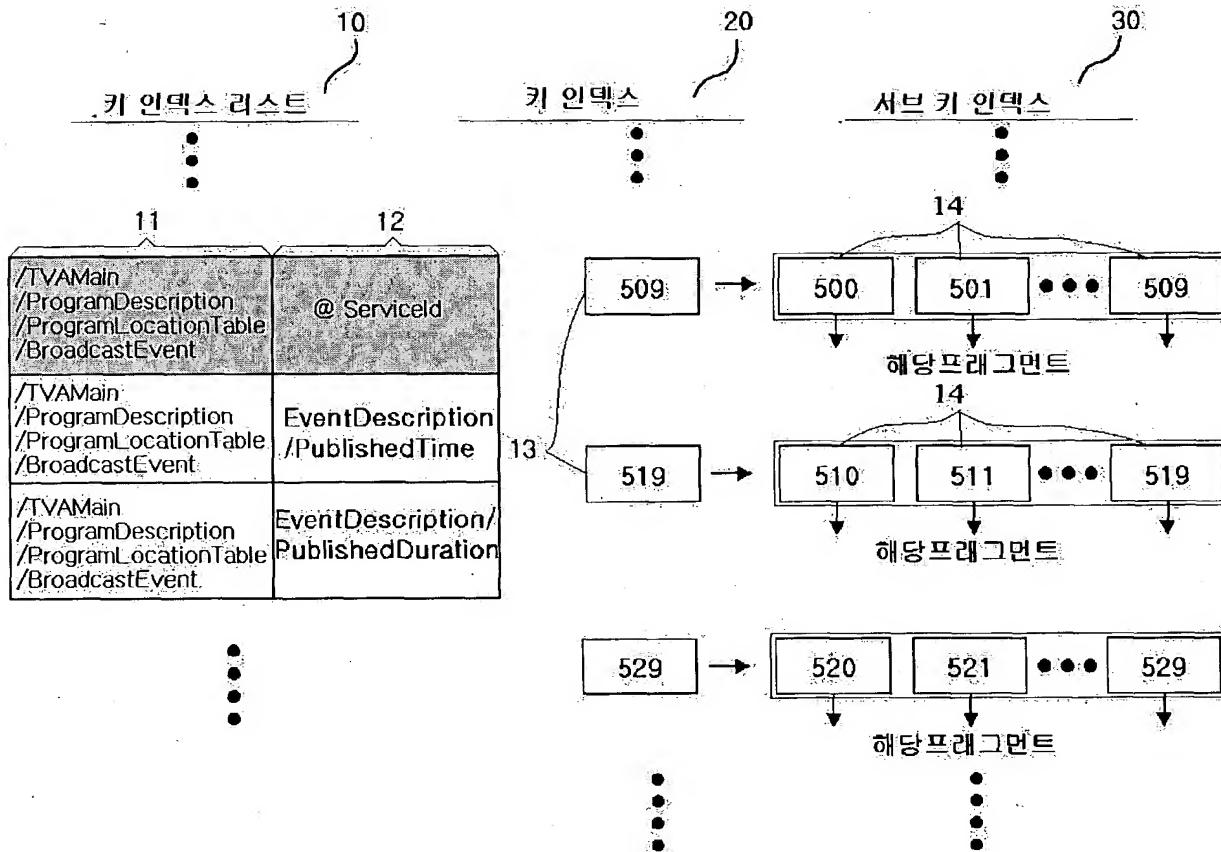 10
20
30
키 인덱스 리스트
키 인덱스
서브 키 인덱스
11
12
/TVAMain
/ProgramDescription
/ProgramLocationTable
/BroadcastEvent
@ ServiceId
/TVAMain
/ProgramDescription
/ProgramLocationTable
/BroadcastEvent
EventDescription
/PublishedTime
/TVAMain
/ProgramDescription
/ProgramLocationTable
/BroadcastEvent
EventDescription/
PublishedDuration
13
509
519
529
14
500
501
509
해당프래그먼트
14
510
511
519
해당프래그먼트
520
521
529
해당프래그먼트